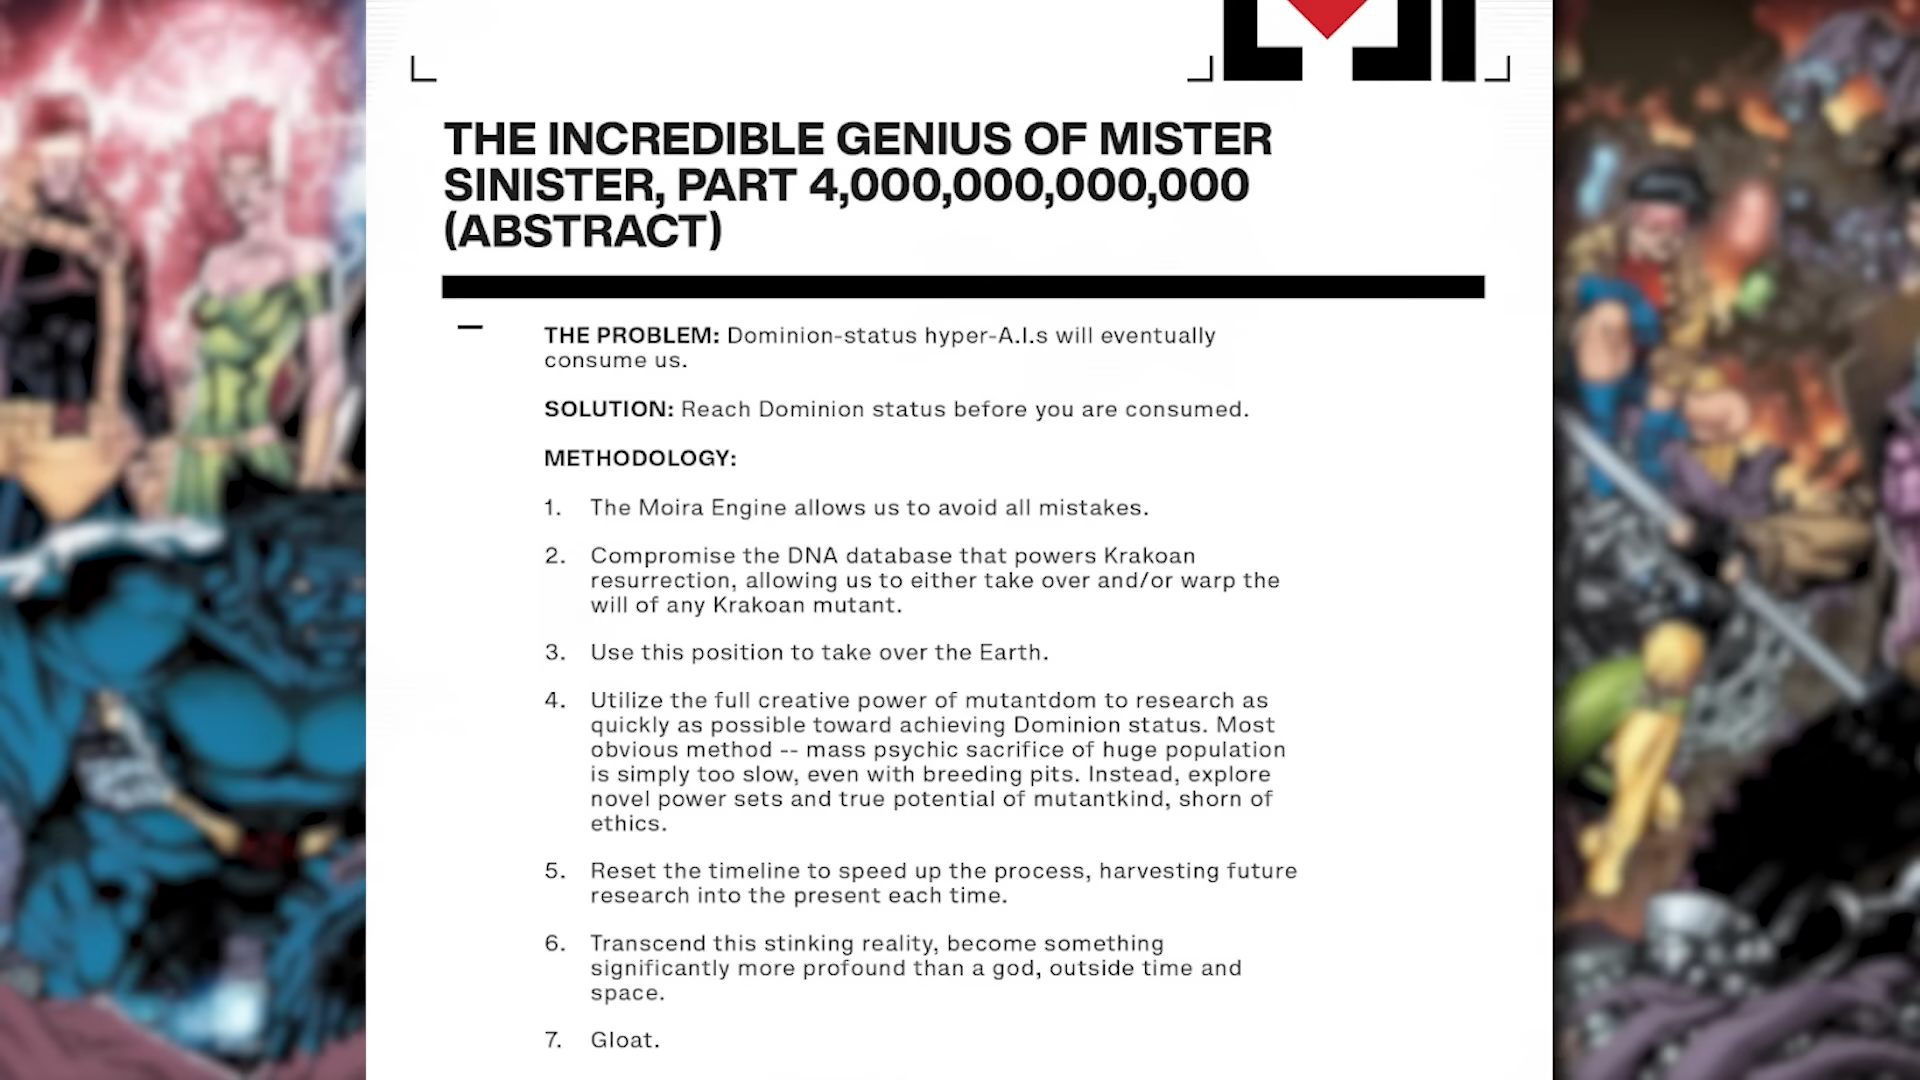 THE INCREDIBLE GENIUS OF MISTER
SINISTER, PART 4,000,000,000,000
(ABSTRACT)
THE PROBLEM: Dominion-status hyper-A.I.s will eventually
consume us.
SOLUTION: Reach Dominion status before you are consumed.
METHODOLOGY:
1. The Moira Engine allows us to avoid all mistakes.
2. Compromise the DNA database that powers Krakoan
resurrection, allowing us to either take over and/or warp the
will of any Krakoan mutant.
3. Use this position to take over the Earth.
4. Utilize the full creative power of mutantdom to research as
quickly as possible toward achieving Dominion status. Most
obvious method -- mass psychic sacrifice of huge population
is simply too slow, even with breeding pits. Instead, explore
novel power sets and true potential of mutantkind, shorn of
ethics.
5. Reset the timeline to speed up the process, harvesting future
research into the present each time.
6. Transcend this stinking reality, become something
significantly more profound than a god, outside time and
space.
7. Gloat.